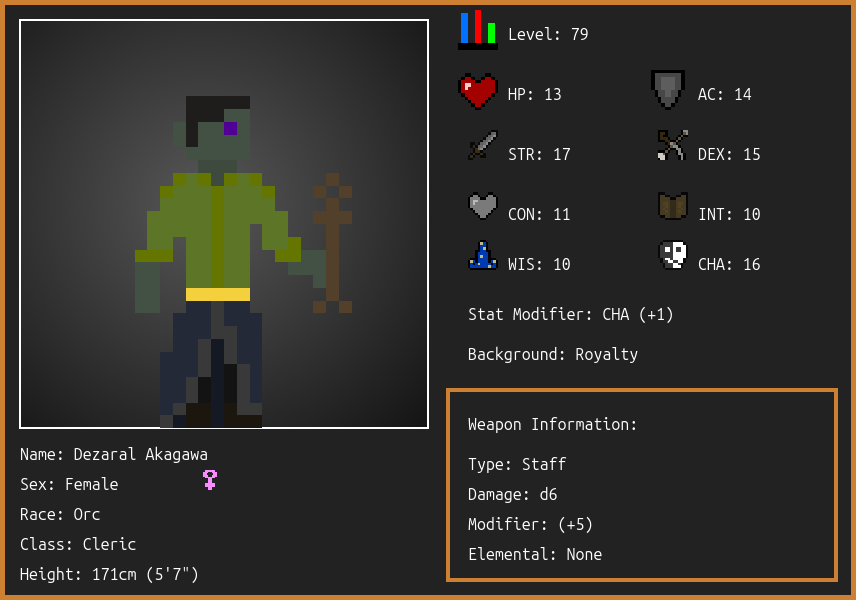 Level: 79
HP: 13
AC: 14
STR: 17
DEX: 15
CON: 11
INT: 10
WIS: 10
CHA: 16
Stat Modifier: CHA (+1)
Background: Royalty
Weapon Information:
Type: Staff
Damage: d6
Modifier: (+5)
Elemental: None
Name: Dezaral Akagawa
Sex: Female
Race: Orc
Class: Cleric
Height: 171cm (5'7")